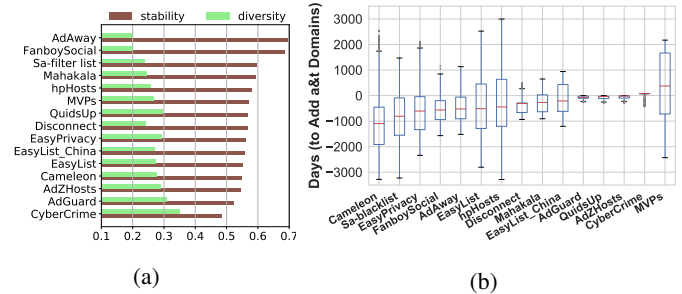 stability diversity
AdAway
FanboySocial
Sa-filter list
Mahakala
hpHosts
MVPs
QuidsUp
Disconnect
EasyPrivacy
EasyList_China
EasyList
Cameleon
AdZHosts
AdGuard
CyberCrime
0.1 0.2 0.3 0.4 0.5 0.6 0.7
(a)
Days (to Add a&t Domains)
3000
2000
1000
0
−1000
−2000
−3000
Cameleon
Sa-blacklist
EasyPrivacy
FanboySocial
AdAway
EasyList
hpHosts
Disconnect
Mahakala
EasyList_China
AdGuard
QuidsUp
AdZHosts
CyberCrime
MVPs
(b)